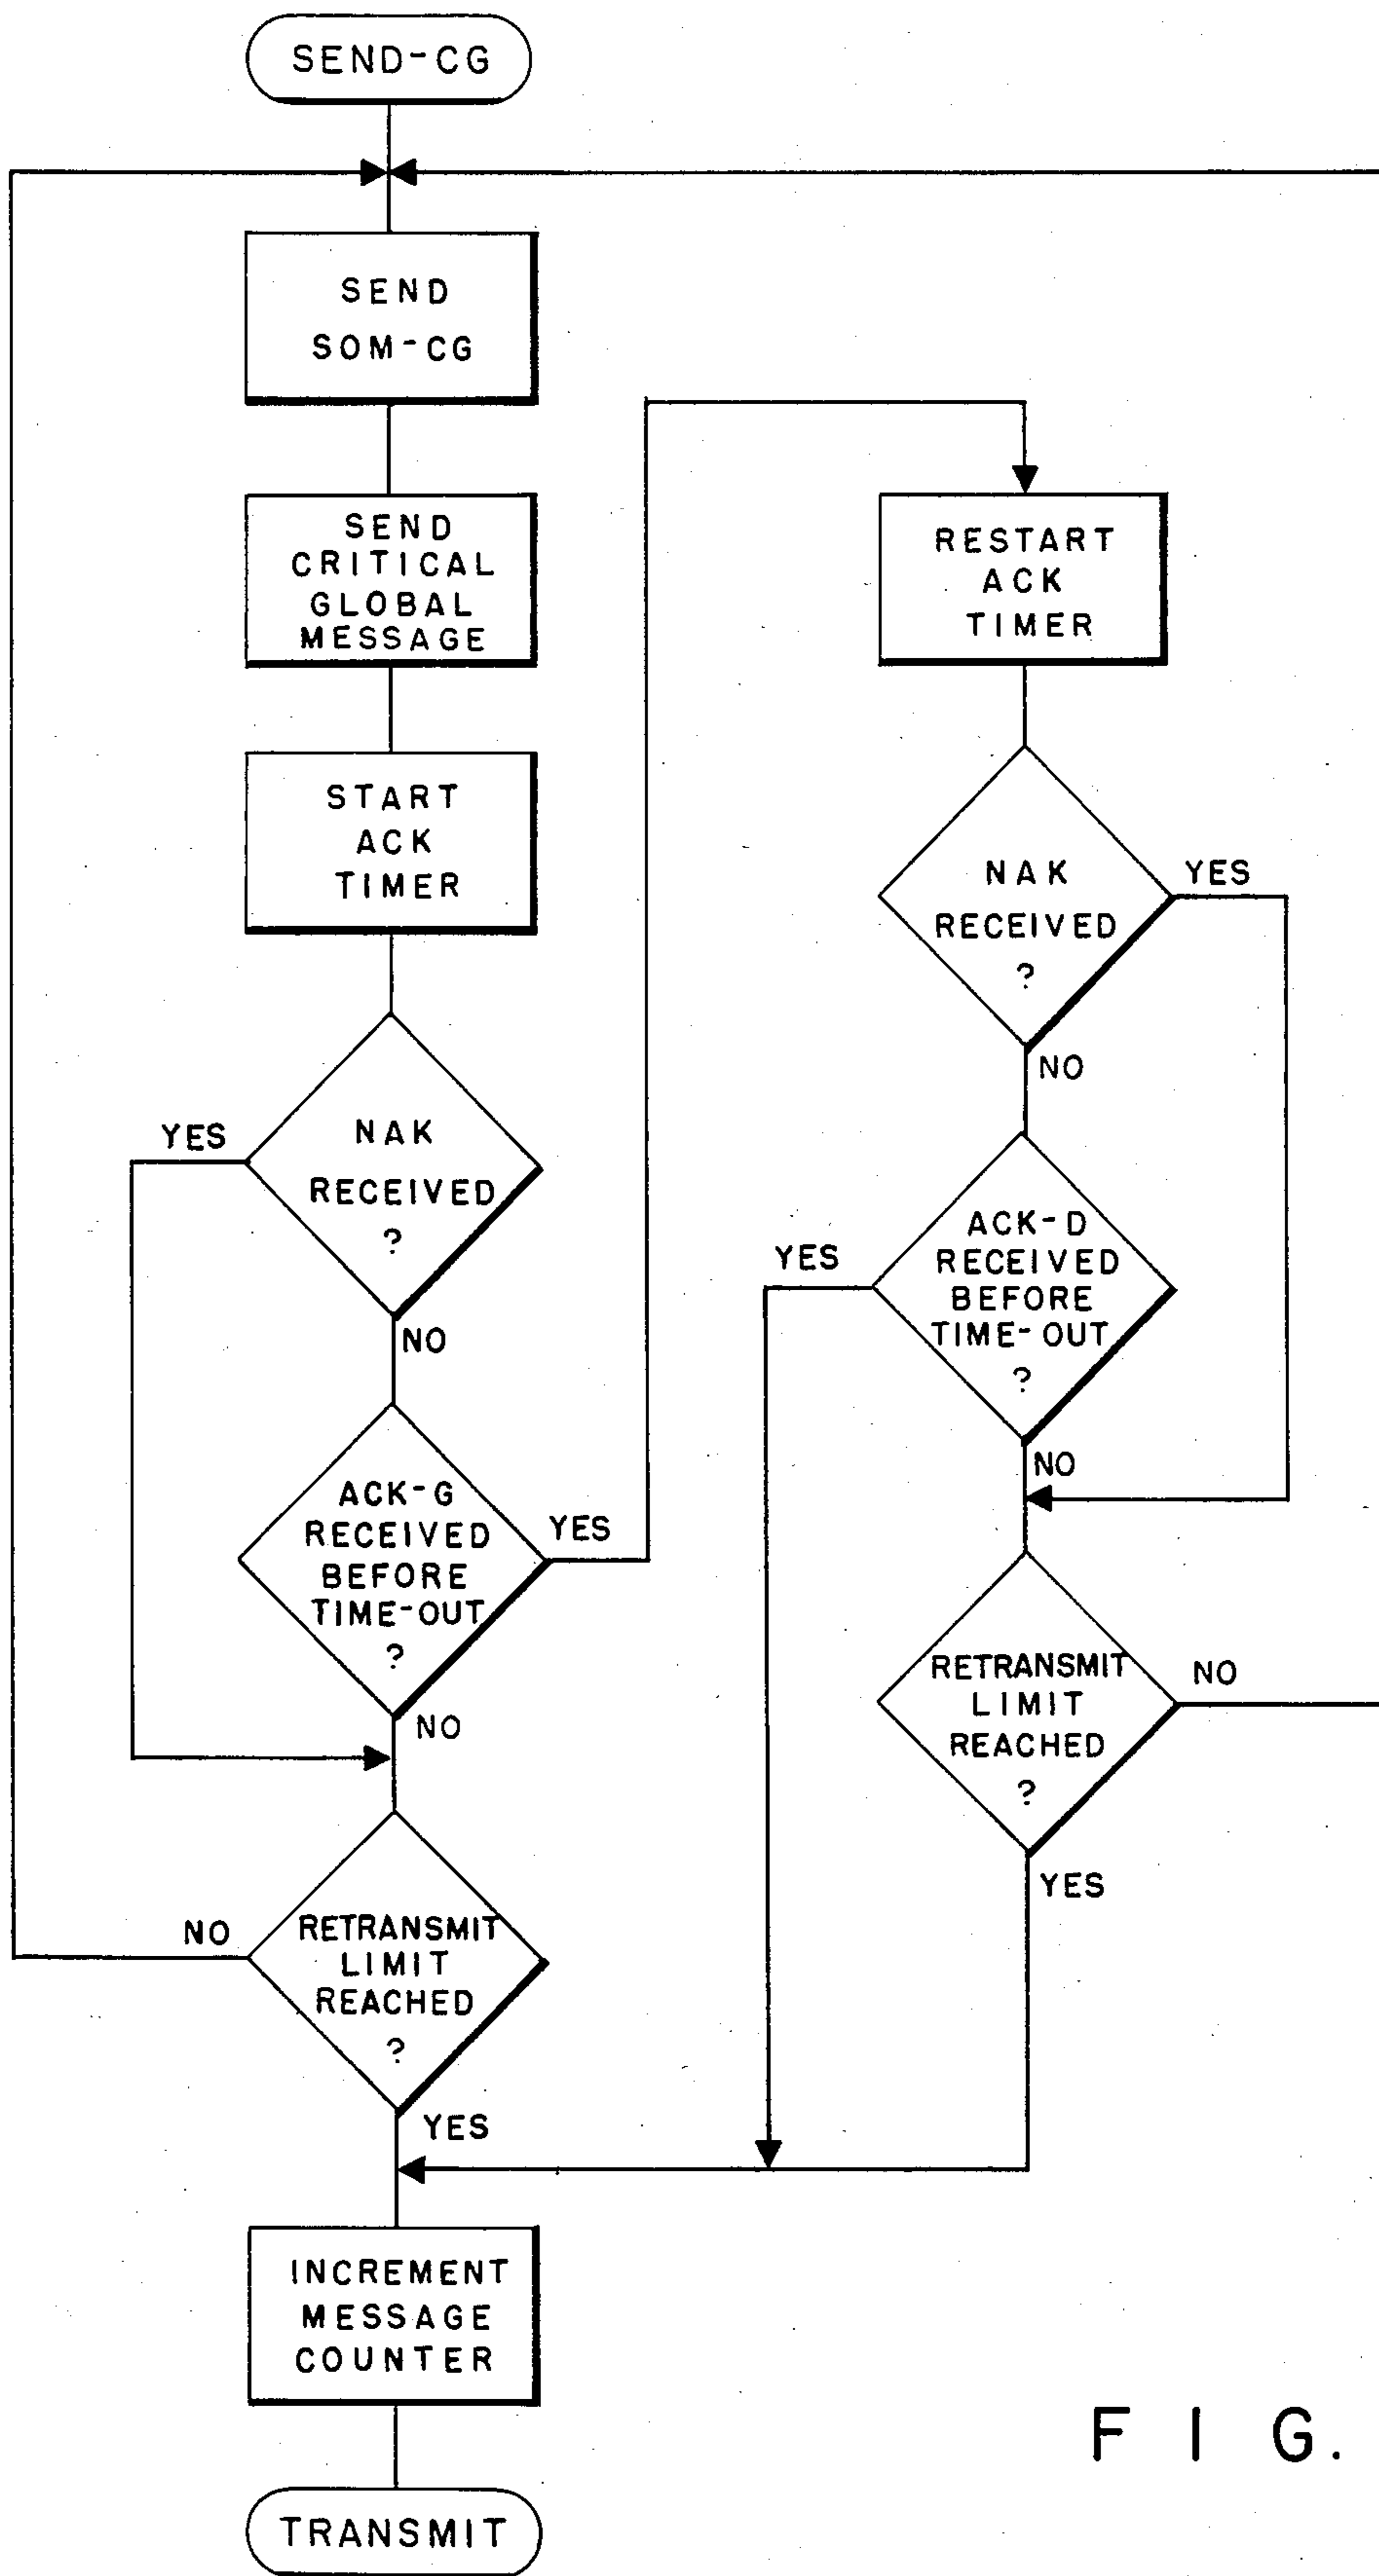 SEND-CG
SEND
SOM-CG
SEND
CRITICAL
GLOBAL
MESSAGE
START
ACK
TIMER
NAK
RECEIVED
?
YES
NO
ACK-G
RECEIVED
BEFORE
TIME-OUT
?
YES
NO
RETRANSMIT
LIMIT
REACHED
?
NO
YES
INCREMENT
MESSAGE
COUNTER
TRANSMIT
RESTART
ACK
TIMER
NAK
RECEIVED
?
YES
NO
ACK-D
RECEIVED
BEFORE
TIME-OUT
?
YES
NO
RETRANSMIT
LIMIT
REACHED
?
NO
YES
FIG.